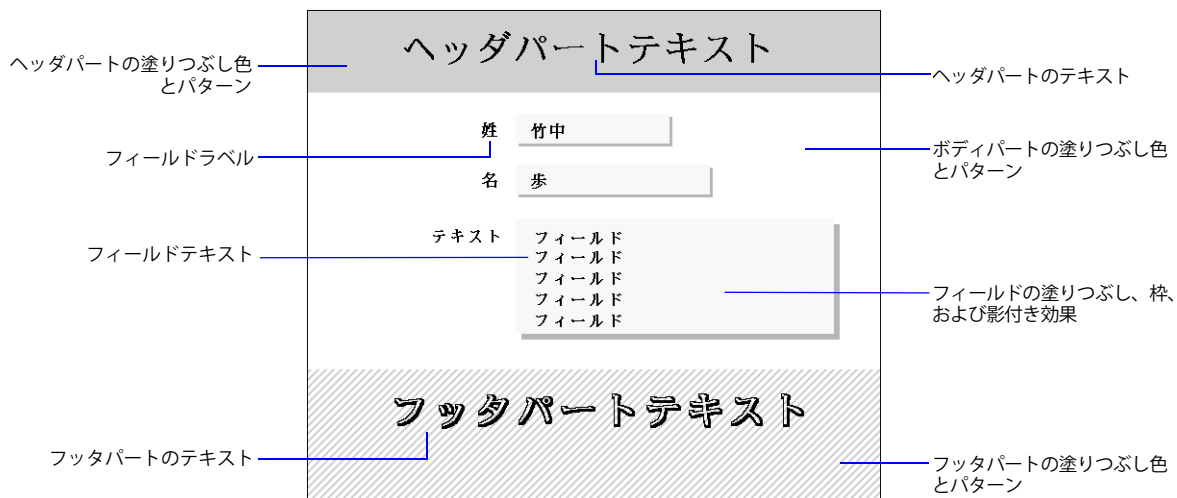 ヘッダパートテキスト
ヘッダパートの塗りつぶし色
とパターン
ヘッダパートのテキスト
姓 竹中
フィールドラベル
ボディパートの塗りつぶし色
とパターン
名 歩
テキスト フィールド
フィールド
フィールド
フィールド
フィールド
フィールドテキスト
フィールドの塗りつぶし、枠、
および影付き効果
フッタパートテキスト
フッタパートのテキスト
フッタパートの塗りつぶし色
とパターン